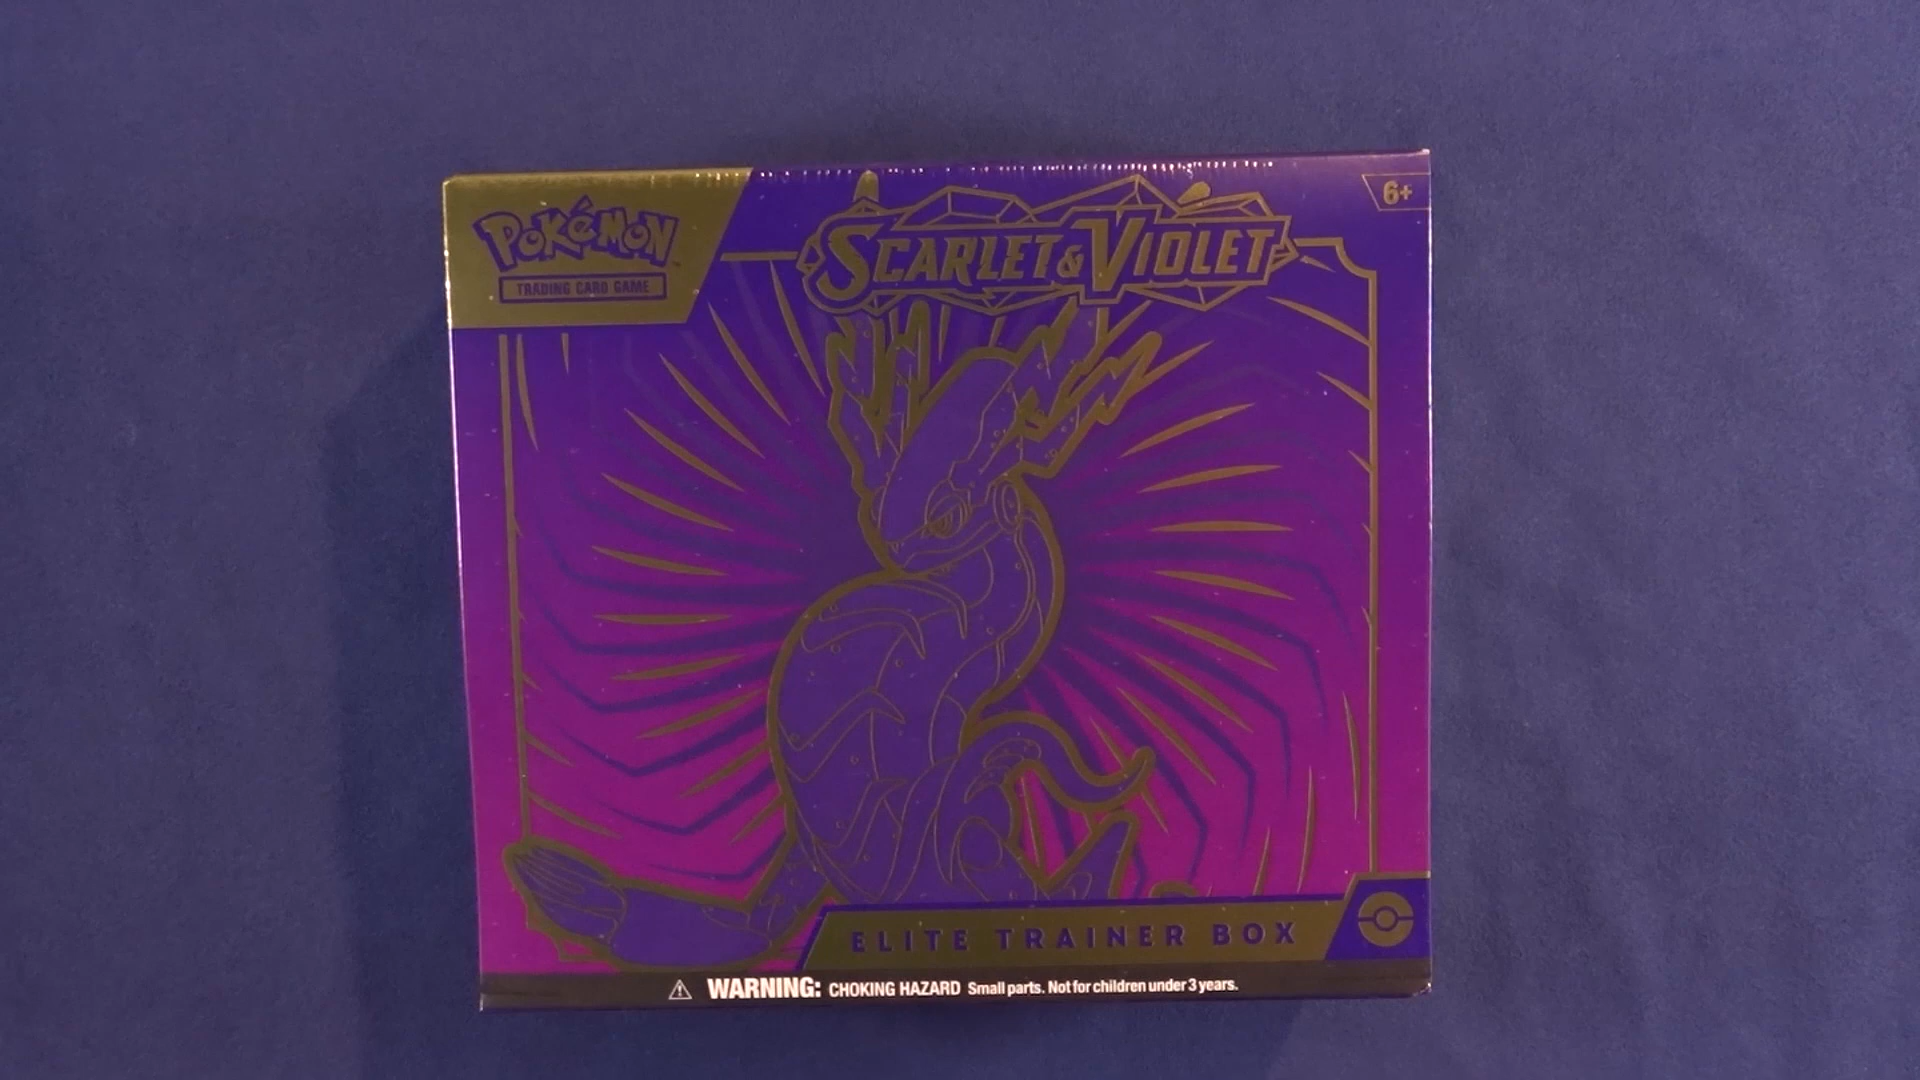 Pokémon
TRADING CARD GAME
SCARLET & VIOLET
6+
ELITE TRAINER BOX
⚠ WARNING: CHOKING HAZARD Small parts. Not for children under 3 years.